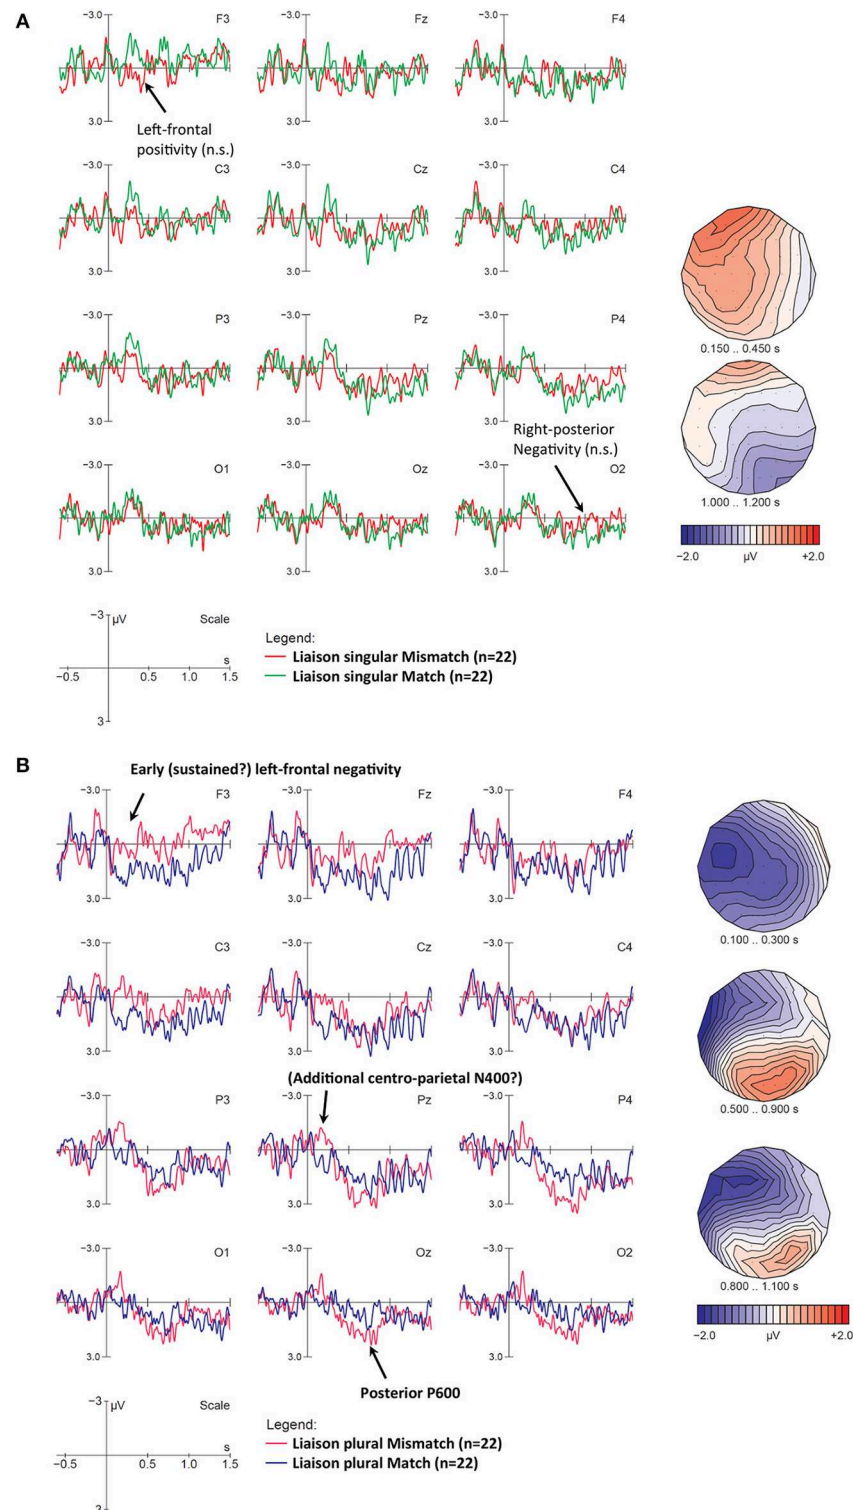 A
−3.0 F3
−3.0 Fz
−3.0 F4
3.0
3.0
3.0
Left-frontal
positivity (n.s.)
−3.0 C3
−3.0 Cz
−3.0 C4
3.0
3.0
3.0
0.150 .. 0.450 s
−3.0 P3
−3.0 Pz
−3.0 P4
3.0
3.0
3.0
Right-posterior
Negativity (n.s.)
−3.0 O1
−3.0 Oz
−3.0 O2
3.0
3.0
3.0
1.000 .. 1.200 s
−2.0 µV +2.0
−3 µV Scale
s
−0.5 0.5 1.0 1.5
3
Legend:
Liaison singular Mismatch (n=22)
Liaison singular Match (n=22)
B
Early (sustained?) left-frontal negativity
−3.0 F3
−3.0 Fz
−3.0 F4
3.0
3.0
3.0
0.100 .. 0.300 s
−3.0 C3
−3.0 Cz
−3.0 C4
3.0
3.0
3.0
(Additional centro-parietal N400?)
−3.0 P3
−3.0 Pz
−3.0 P4
3.0
3.0
3.0
0.500 .. 0.900 s
−3.0 O1
−3.0 Oz
−3.0 O2
3.0
3.0
3.0
Posterior P600
0.800 .. 1.100 s
−2.0 µV +2.0
−3 µV Scale
s
−0.5 0.5 1.0 1.5
Legend:
Liaison plural Mismatch (n=22)
Liaison plural Match (n=22)